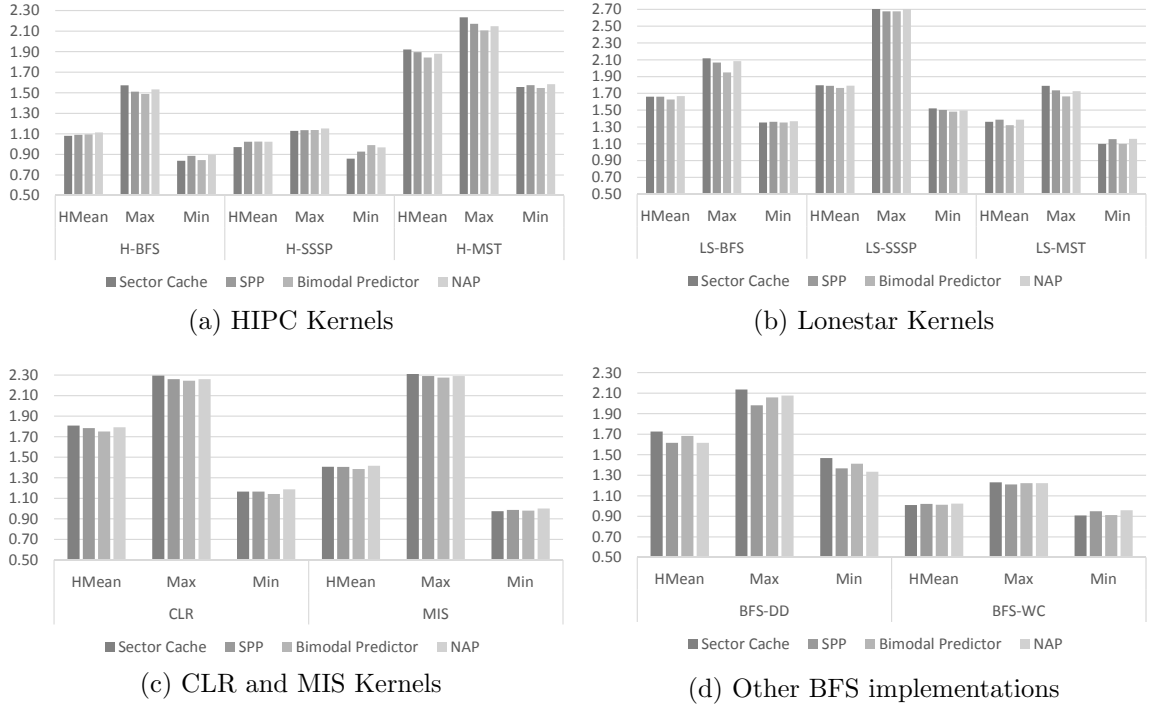 2.30
2.10
1.90
1.70
1.50
1.30
1.10
0.90
0.70
0.50
HMean Max Min HMean Max Min HMean Max Min
H-BFS H-SSSP H-MST
Sector Cache SPP Bimodal Predictor NAP
(a) HIPC Kernels
2.70
2.50
2.30
2.10
1.90
1.70
1.50
1.30
1.10
0.90
0.70
0.50
HMean Max Min HMean Max Min HMean Max Min
LS-BFS LS-SSSP LS-MST
Sector Cache SPP Bimodal Predictor NAP
(b) Lonestar Kernels
2.30
2.10
1.90
1.70
1.50
1.30
1.10
0.90
0.70
0.50
HMean Max Min HMean Max Min
CLR MIS
Sector Cache SPP Bimodal Predictor NAP
(c) CLR and MIS Kernels
2.30
2.10
1.90
1.70
1.50
1.30
1.10
0.90
0.70
0.50
HMean Max Min HMean Max Min
BFS-DD BFS-WC
Sector Cache SPP Bimodal Predictor NAP
(d) Other BFS implementations